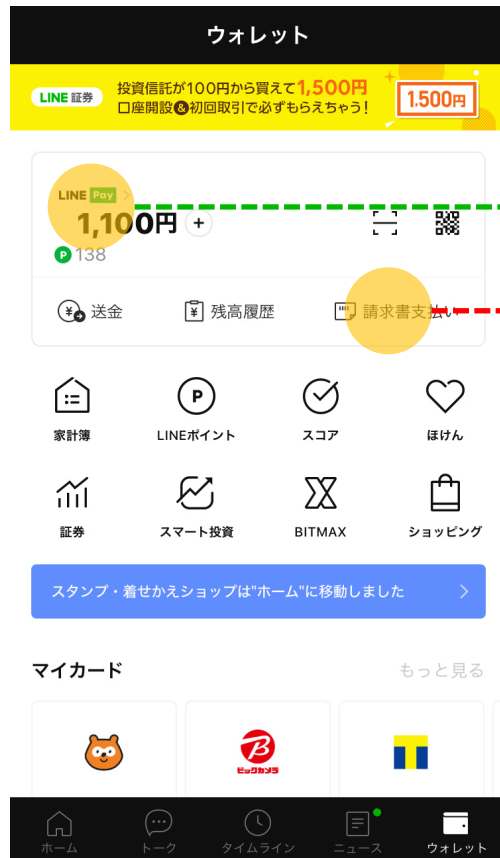 ウォレット
LINE 証券
投資信託が100円から買えて1,500円
口座開設&初回取引で必ずもらえちゃう!
1.500円
LINE Pay
1,100円 +
P 138
送金
残高履歴
請求書支払い
家計簿
LINEポイント
スコア
ほけん
証券
スマート投資
BITMAX
ショッピング
スタンプ・着せかえショップは"ホーム"に移動しました
マイカード
もっと見る
ビックカメラ
ホーム
トーク
タイムライン
ニュース
ウォレット